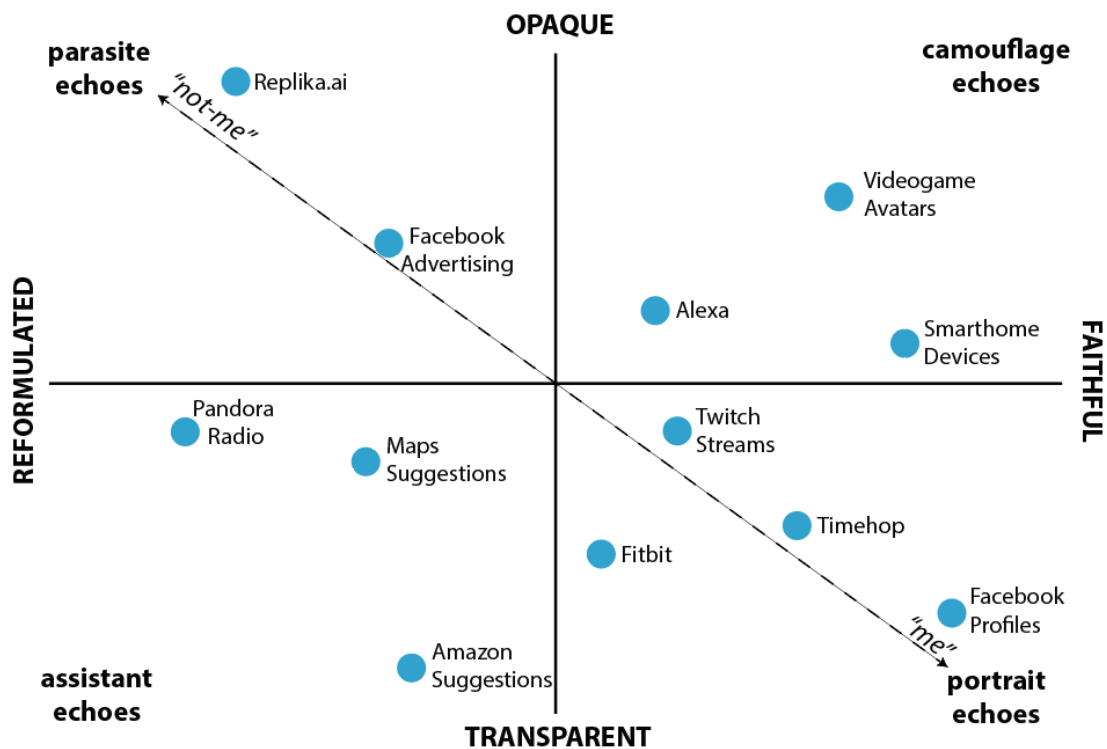 OPAQUE
parasite
echoes
camouflage
echoes
"not-me"
Replika.ai
Videogame
Avatars
Facebook
Advertising
Alexa
Smarthome
Devices
REFORMULATED
FAITHFUL
Pandora
Radio
Maps
Suggestions
Twitch
Streams
Timehop
Fitbit
Facebook
Profiles
"me"
Amazon
Suggestions
assistant
echoes
portrait
echoes
TRANSPARENT